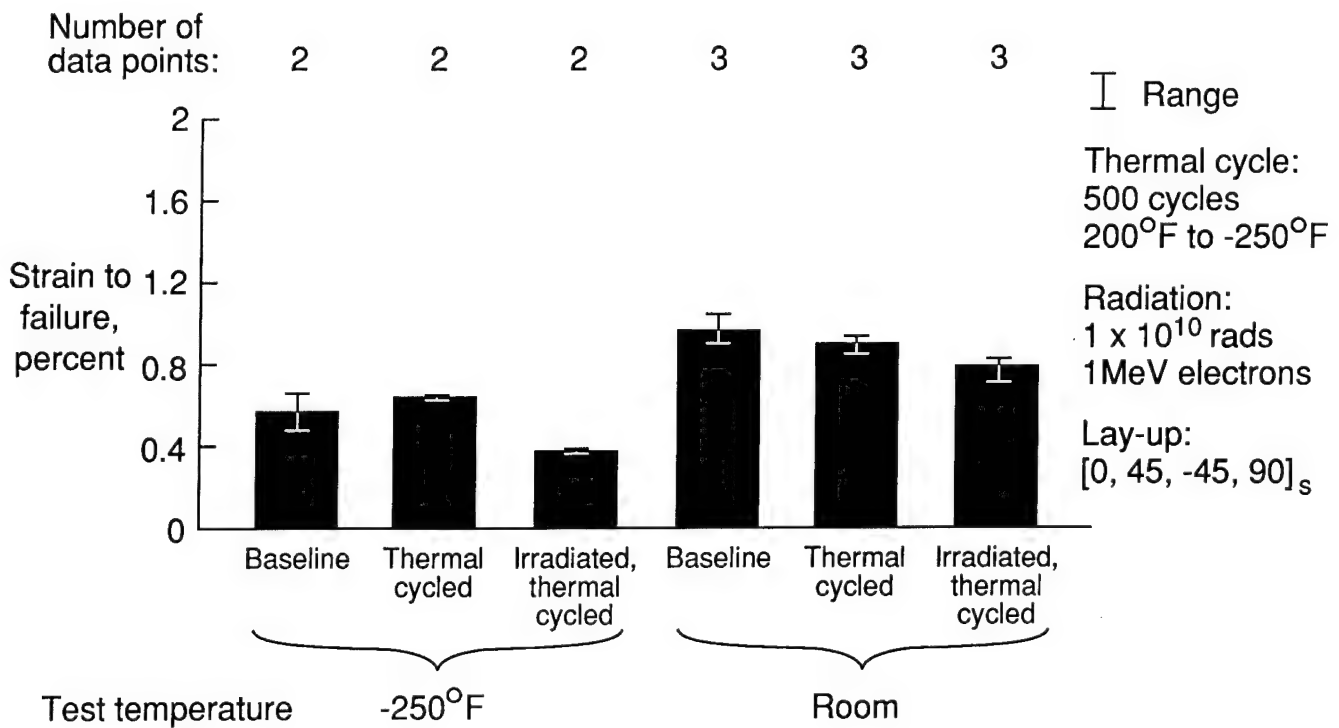 Number of
data points: 2 2 2 3 3 3
Range
Thermal cycle:
500 cycles
200°F to -250°F
Radiation:
1 x 10¹⁰ rads
1MeV electrons
Lay-up:
[0, 45, -45, 90]s
Strain to
failure,
percent
2
1.6
1.2
0.8
0.4
0
Baseline
Thermal
cycled
Irradiated,
thermal
cycled
Baseline
Thermal
cycled
Irradiated,
thermal
cycled
Test temperature -250°F Room